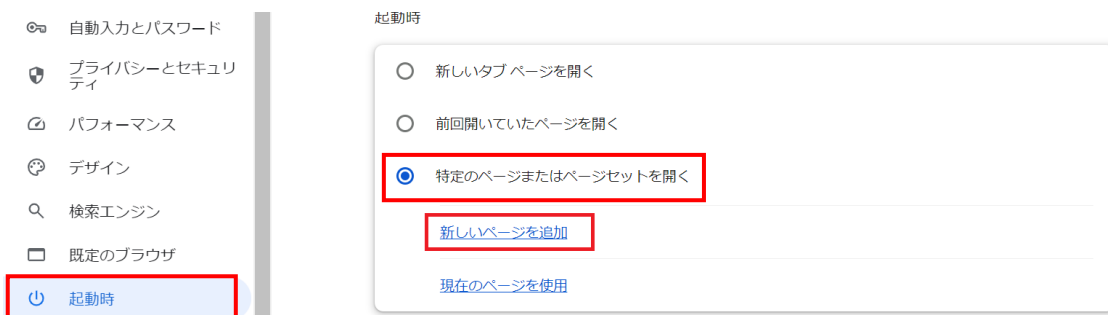 自動入力とパスワード
プライバシーとセキュリ
ティ
パフォーマンス
デザイン
検索エンジン
既定のブラウザ
起動時
起動時
新しいタブ ページを開く
前回開いていたページを開く
特定のページまたはページセットを開く
新しいページを追加
現在のページを使用